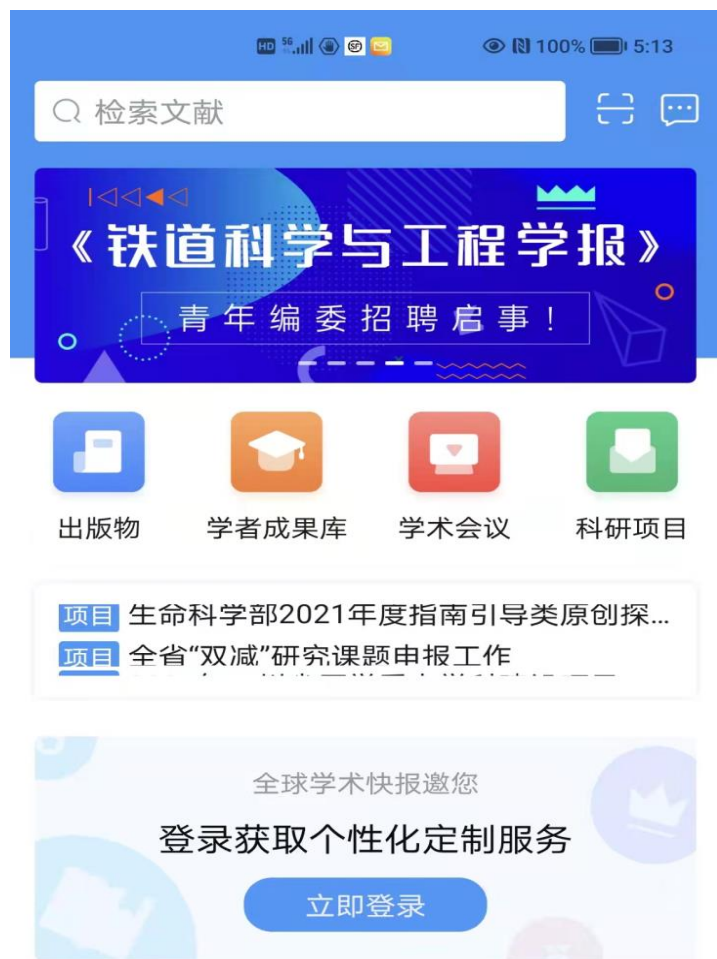 HD 5G 100% 5:13
检索文献
《铁道科学与工程学报》
青年编委招聘启事!
出版物 学者成果库 学术会议 科研项目
项目 生命科学部2021年度指南引导类原创探...
项目 全省“双减”研究课题申报工作
全球学术快报邀您
登录获取个性化定制服务
立即登录